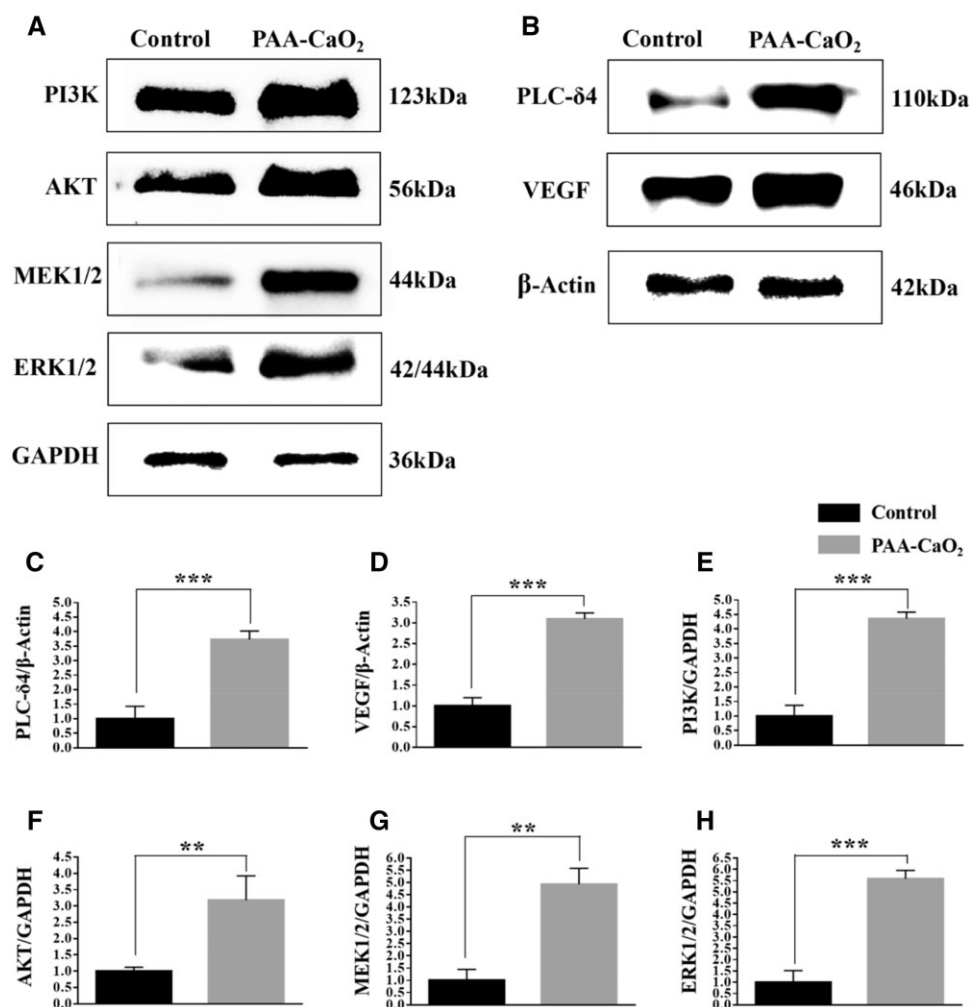 A
Control PAA-CaO₂
PI3K 123kDa
AKT 56kDa
MEK1/2 44kDa
ERK1/2 42/44kDa
GAPDH 36kDa
B
Control PAA-CaO₂
PLC-δ4 110kDa
VEGF 46kDa
β-Actin 42kDa
Control
PAA-CaO₂
C
***
PLC-δ4/β-Actin
5.0
4.5
4.0
3.5
3.0
2.5
2.0
1.5
1.0
0.5
0.0
D
***
VEGF/β-Actin
3.5
3.0
2.5
2.0
1.5
1.0
0.5
0.0
E
***
PI3K/GAPDH
5.0
4.5
4.0
3.5
3.0
2.5
2.0
1.5
1.0
0.5
0.0
F
**
AKT/GAPDH
4.5
4.0
3.5
3.0
2.5
2.0
1.5
1.0
0.5
0.0
G
**
MEK1/2/GAPDH
6.0
5.5
5.0
4.5
4.0
3.5
3.0
2.5
2.0
1.5
1.0
0.5
0.0
H
***
ERK1/2/GAPDH
6.5
6.0
5.5
5.0
4.5
4.0
3.5
3.0
2.5
2.0
1.5
1.0
0.5
0.0